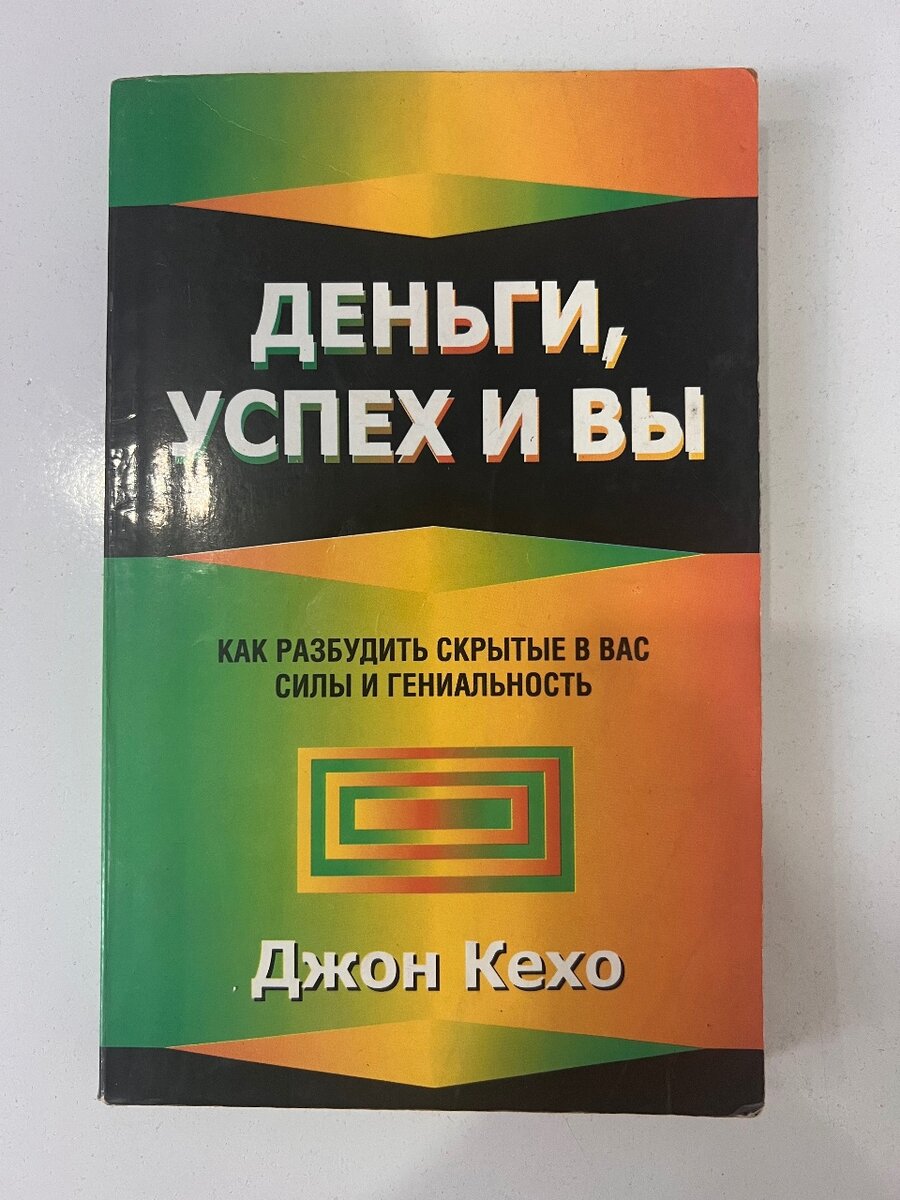 ДЕНЬГИ,
УСПЕХ И ВЫ
КАК РАЗБУДИТЬ СКРЫТЫЕ В ВАС
СИЛЫ И ГЕНИАЛЬНОСТЬ
Джон Кехо